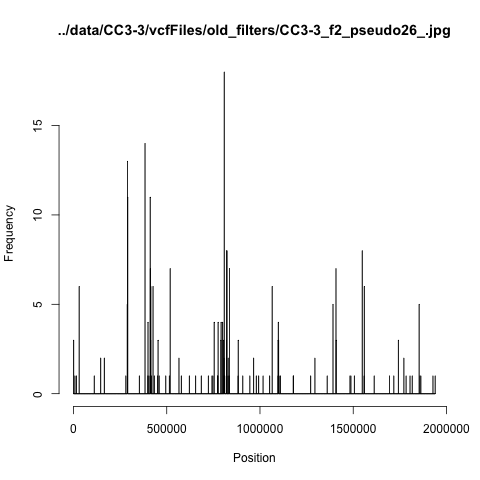 ../data/CC3-3/vcfFiles/old_filters/CC3-3_f2_pseudo26_.jpg
Frequency
15
10
5
0
0 500000 1000000 1500000 2000000
Position